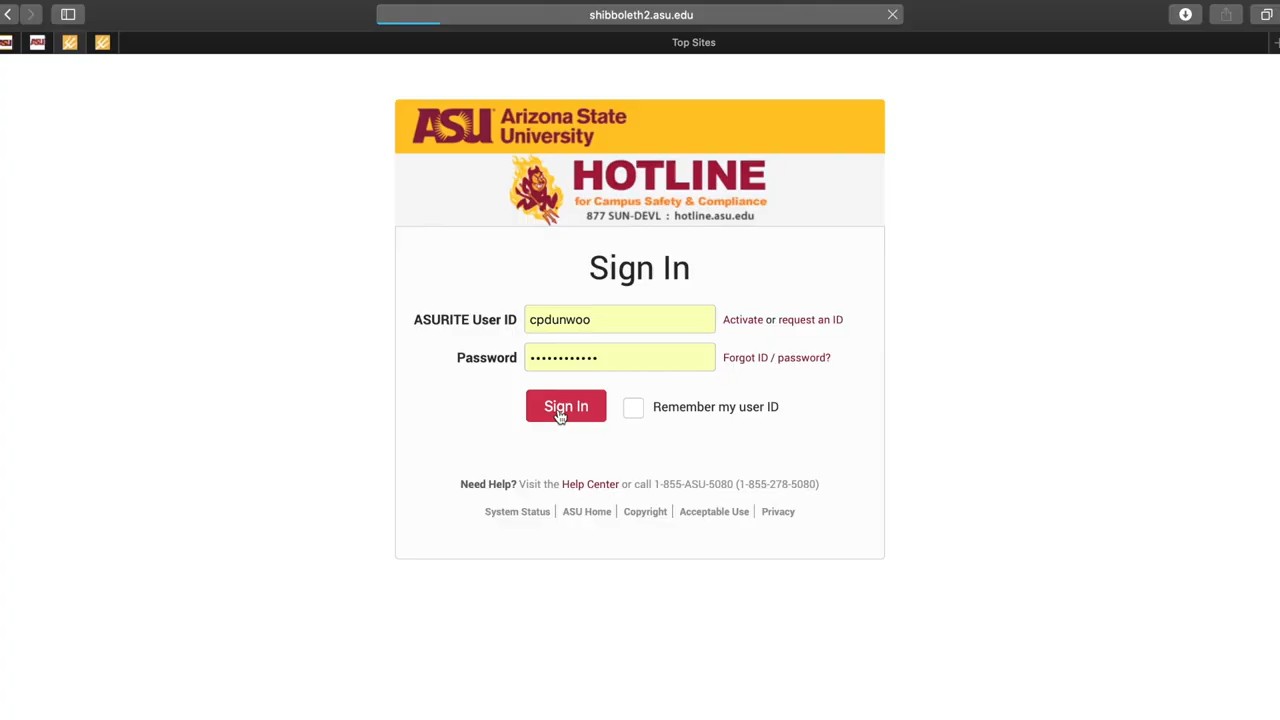 shibboleth2.asu.edu
Top Sites
ASU Arizona State University
HOTLINE
for Campus Safety & Compliance
877 SUN-DEVL : hotline.asu.edu
Sign In
ASURITE User ID cpdunwoo Activate or request an ID
Password •••••••••••• Forgot ID / password?
Sign In Remember my user ID
Need Help? Visit the Help Center or call 1-855-ASU-5080 (1-855-278-5080)
System Status | ASU Home | Copyright | Acceptable Use | Privacy